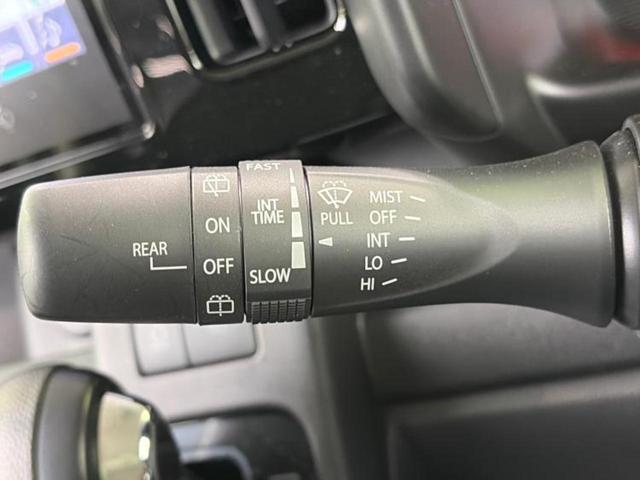 FAST
INT
TIME
SLOW
ON
OFF
REAR
PULL
MIST
OFF
INT
LO
HI